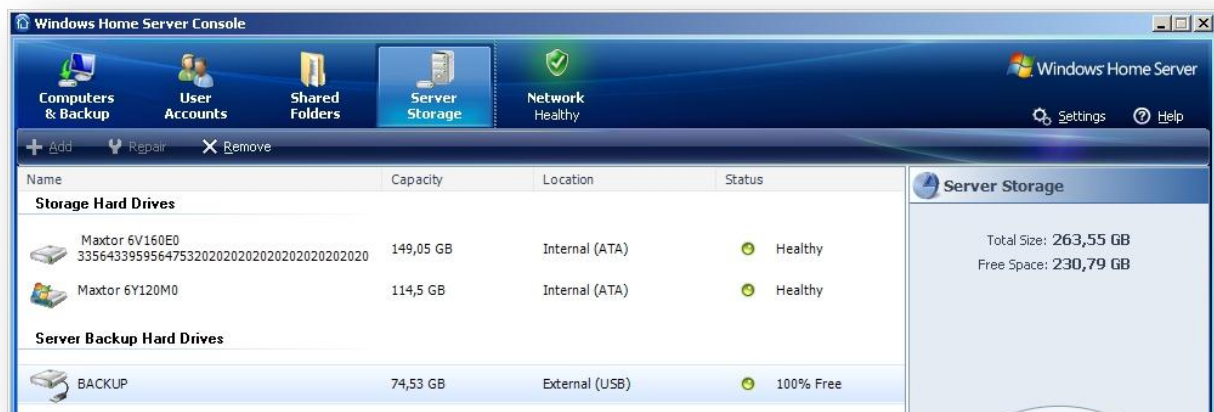 Windows Home Server Console
Computers & Backup
User Accounts
Shared Folders
Server Storage
Network Healthy
Windows Home Server
Settings Help
Add Repair Remove
Name Capacity Location Status
Server Storage
Storage Hard Drives
Total Size: 263,55 GB
Free Space: 230,79 GB
Maxtor 6V160E0
3356433959564753202020202020202020202020 149,05 GB Internal (ATA) Healthy
Maxtor 6Y120M0 114,5 GB Internal (ATA) Healthy
Server Backup Hard Drives
BACKUP 74,53 GB External (USB) 100% Free